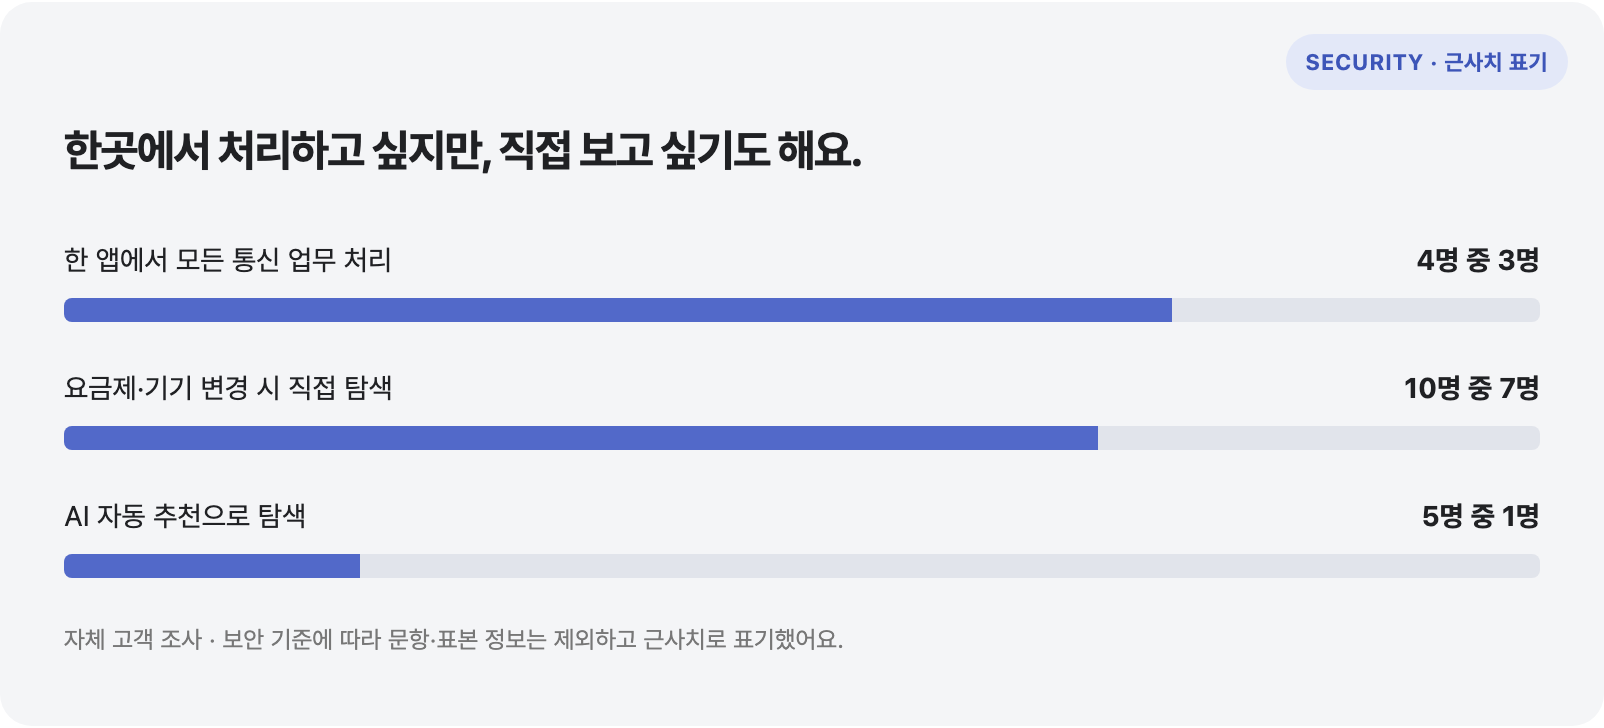 SECURITY · 근사치 표기
한곳에서 처리하고 싶지만, 직접 보고 싶기도 해요.
한 앱에서 모든 통신 업무 처리
4명 중 3명
요금제·기기 변경 시 직접 탐색
10명 중 7명
AI 자동 추천으로 탐색
5명 중 1명
자체 고객 조사 · 보안 기준에 따라 문항·표본 정보는 제외하고 근사치로 표기했어요.